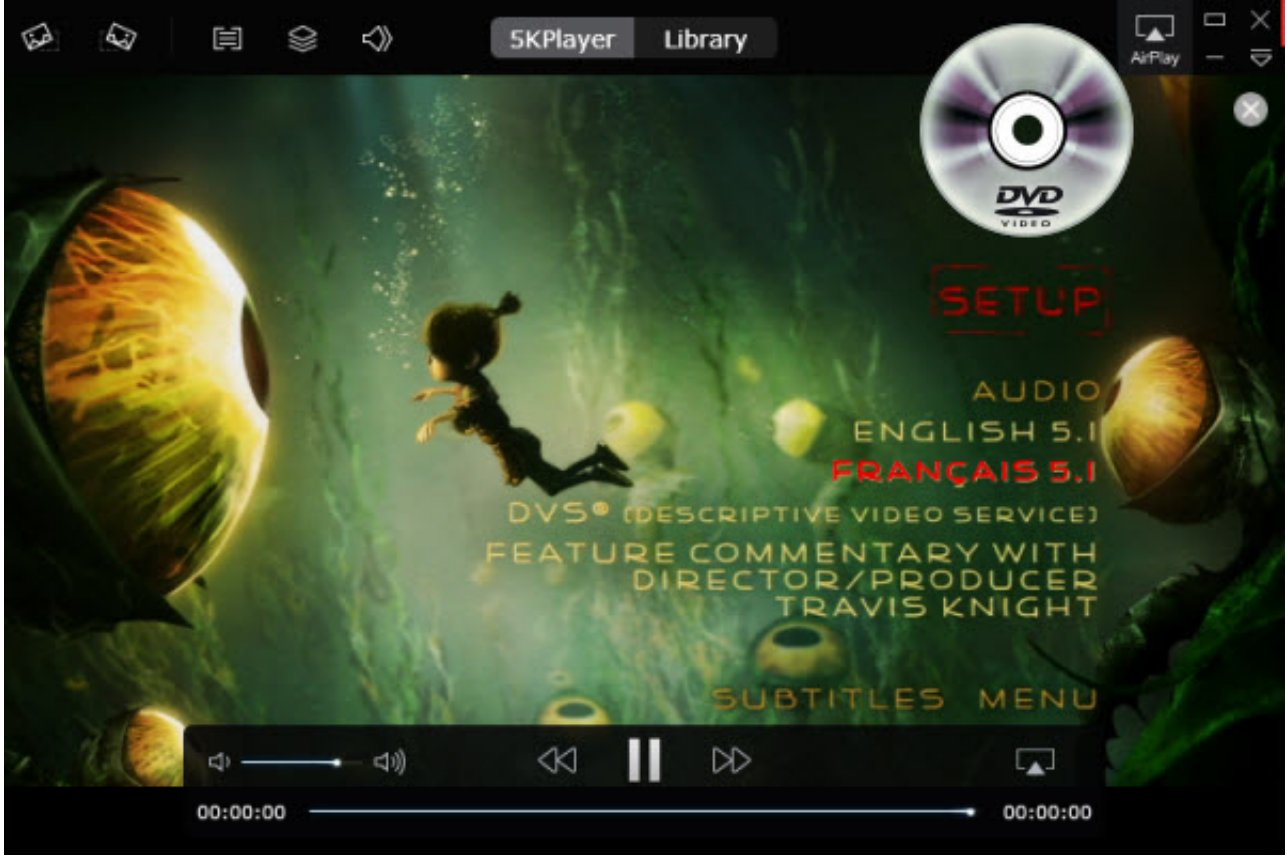 5KPlayer Library
AirPlay
DVD
VIDEO
SETUP
AUDIO
ENGLISH 5.1
FRANÇAIS 5.1
DVS® (DESCRIPTIVE VIDEO SERVICE)
FEATURE COMMENTARY WITH
DIRECTOR/PRODUCER
TRAVIS KNIGHT
SUBTITLES MENU
00:00:00 00:00:00